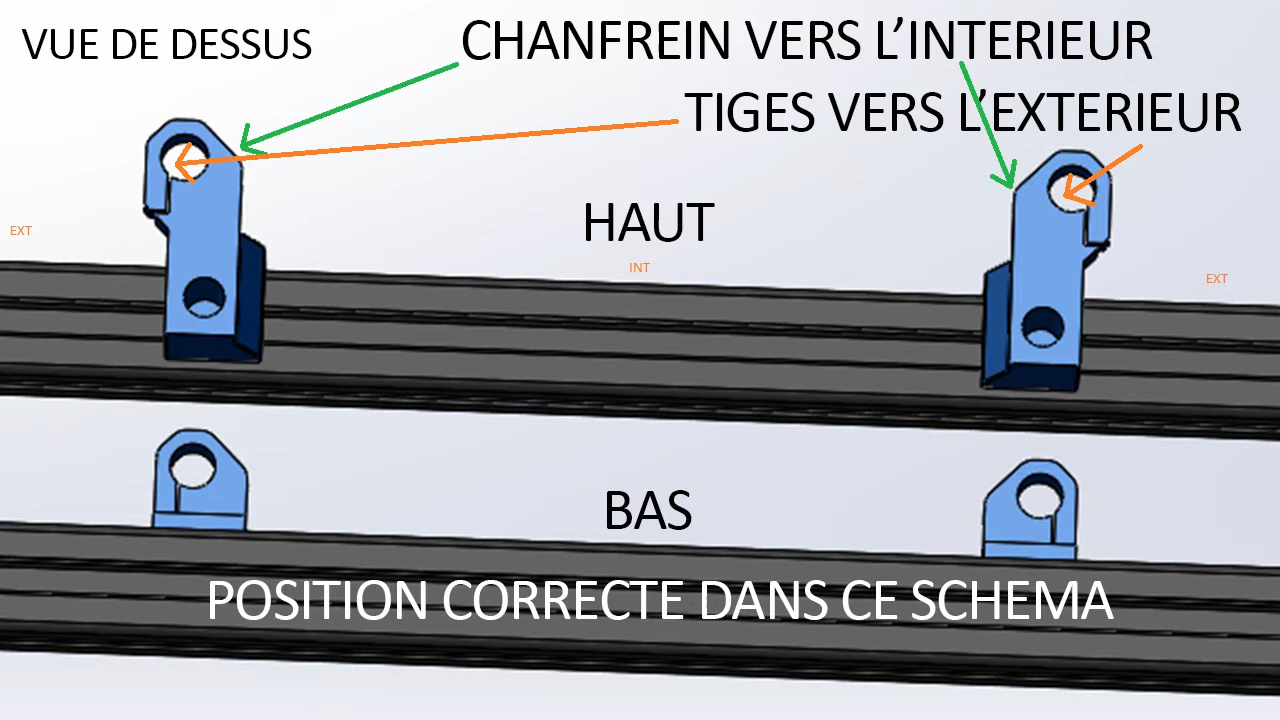 VUE DE DESSUS
CHANFREIN VERS L’INTERIEUR
TIGES VERS L’EXTERIEUR
HAUT
EXT
INT
EXT
BAS
POSITION CORRECTE DANS CE SCHEMA